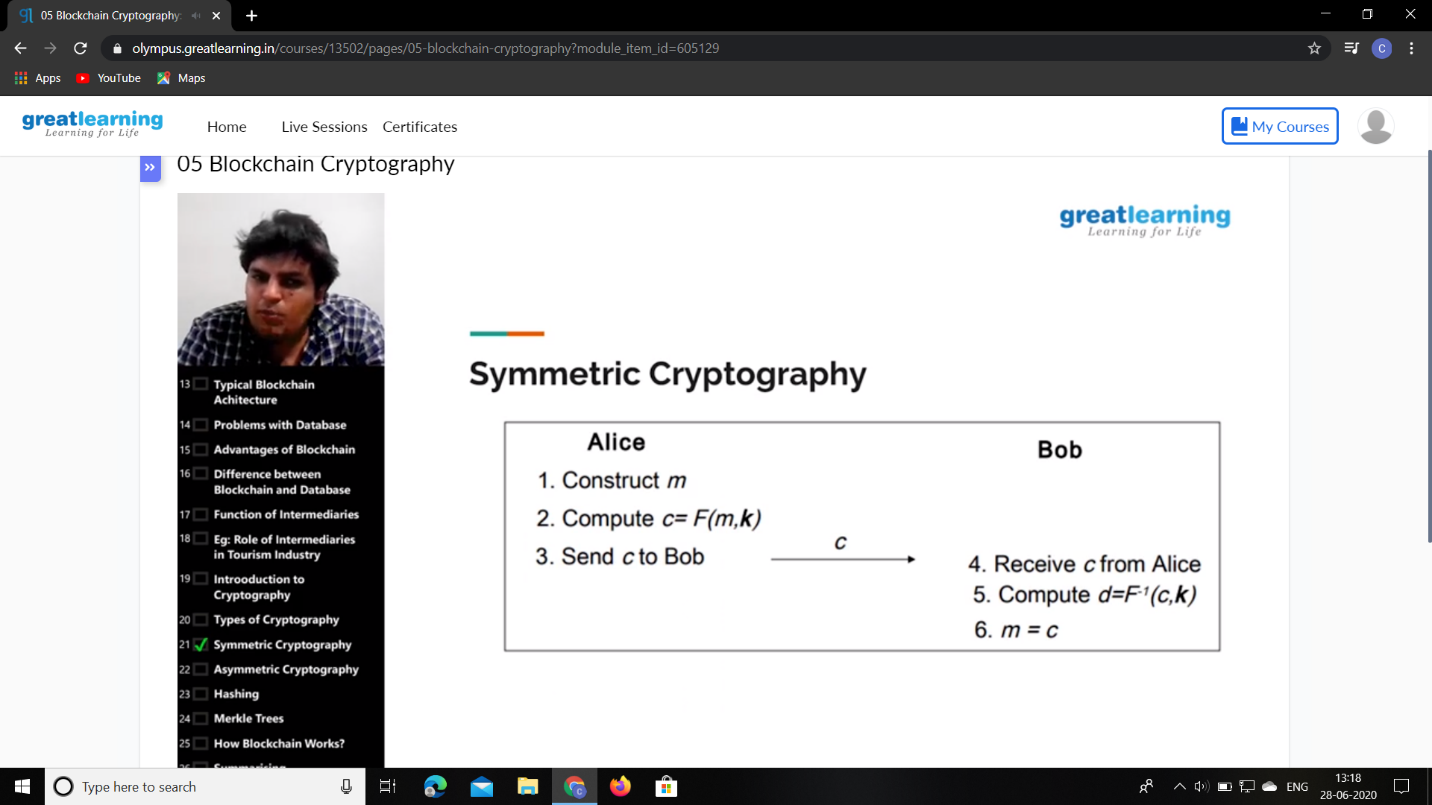 05 Blockchain Cryptography:
olympus.greatlearning.in/courses/13502/pages/05-blockchain-cryptography?module_item_id=605129
C
Apps
YouTube
Maps
greatlearning
Learning for Life
Home
Live Sessions
Certificates
My Courses
05 Blockchain Cryptography
greatlearning
Learning for Life
13 Typical Blockchain
Achitecture
14 Problems with Database
15 Advantages of Blockchain
16 Difference between
Blockchain and Database
17 Function of Intermediaries
18 Eg: Role of Intermediaries
in Tourism Industry
19 Introoduction to
Cryptography
20 Types of Cryptography
21 Symmetric Cryptography
22 Asymmetric Cryptography
23 Hashing
24 Merkle Trees
25 How Blockchain Works?
Symmetric Cryptography
Alice
1. Construct m
2. Compute c= F(m,k)
3. Send c to Bob
c
Bob
4. Receive c from Alice
5. Compute d=F⁻¹(c,k)
6. m = c
Type here to search
ENG
13:18
28-06-2020